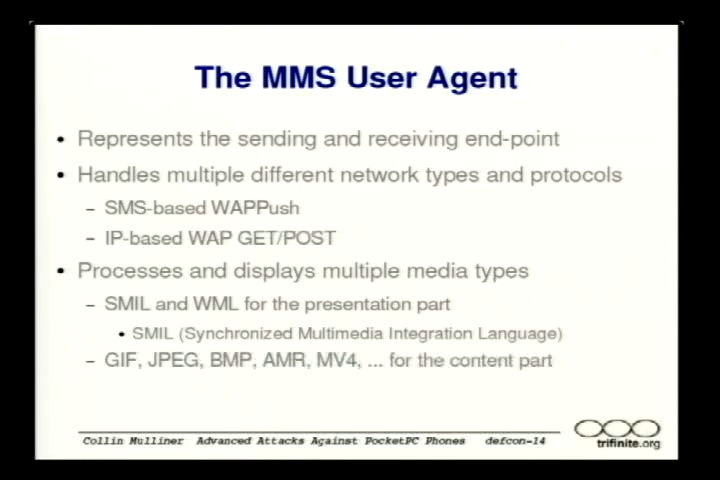 The MMS User Agent
• Represents the sending and receiving end-point
• Handles multiple different network types and protocols
– SMS-based WAPPush
– IP-based WAP GET/POST
• Processes and displays multiple media types
– SMIL and WML for the presentation part
• SMIL (Synchronized Multimedia Integration Language)
– GIF, JPEG, BMP, AMR, MV4, ... for the content part
Collin Mulliner Advanced Attacks Against PocketPC Phones defcon-14
trifinite.org